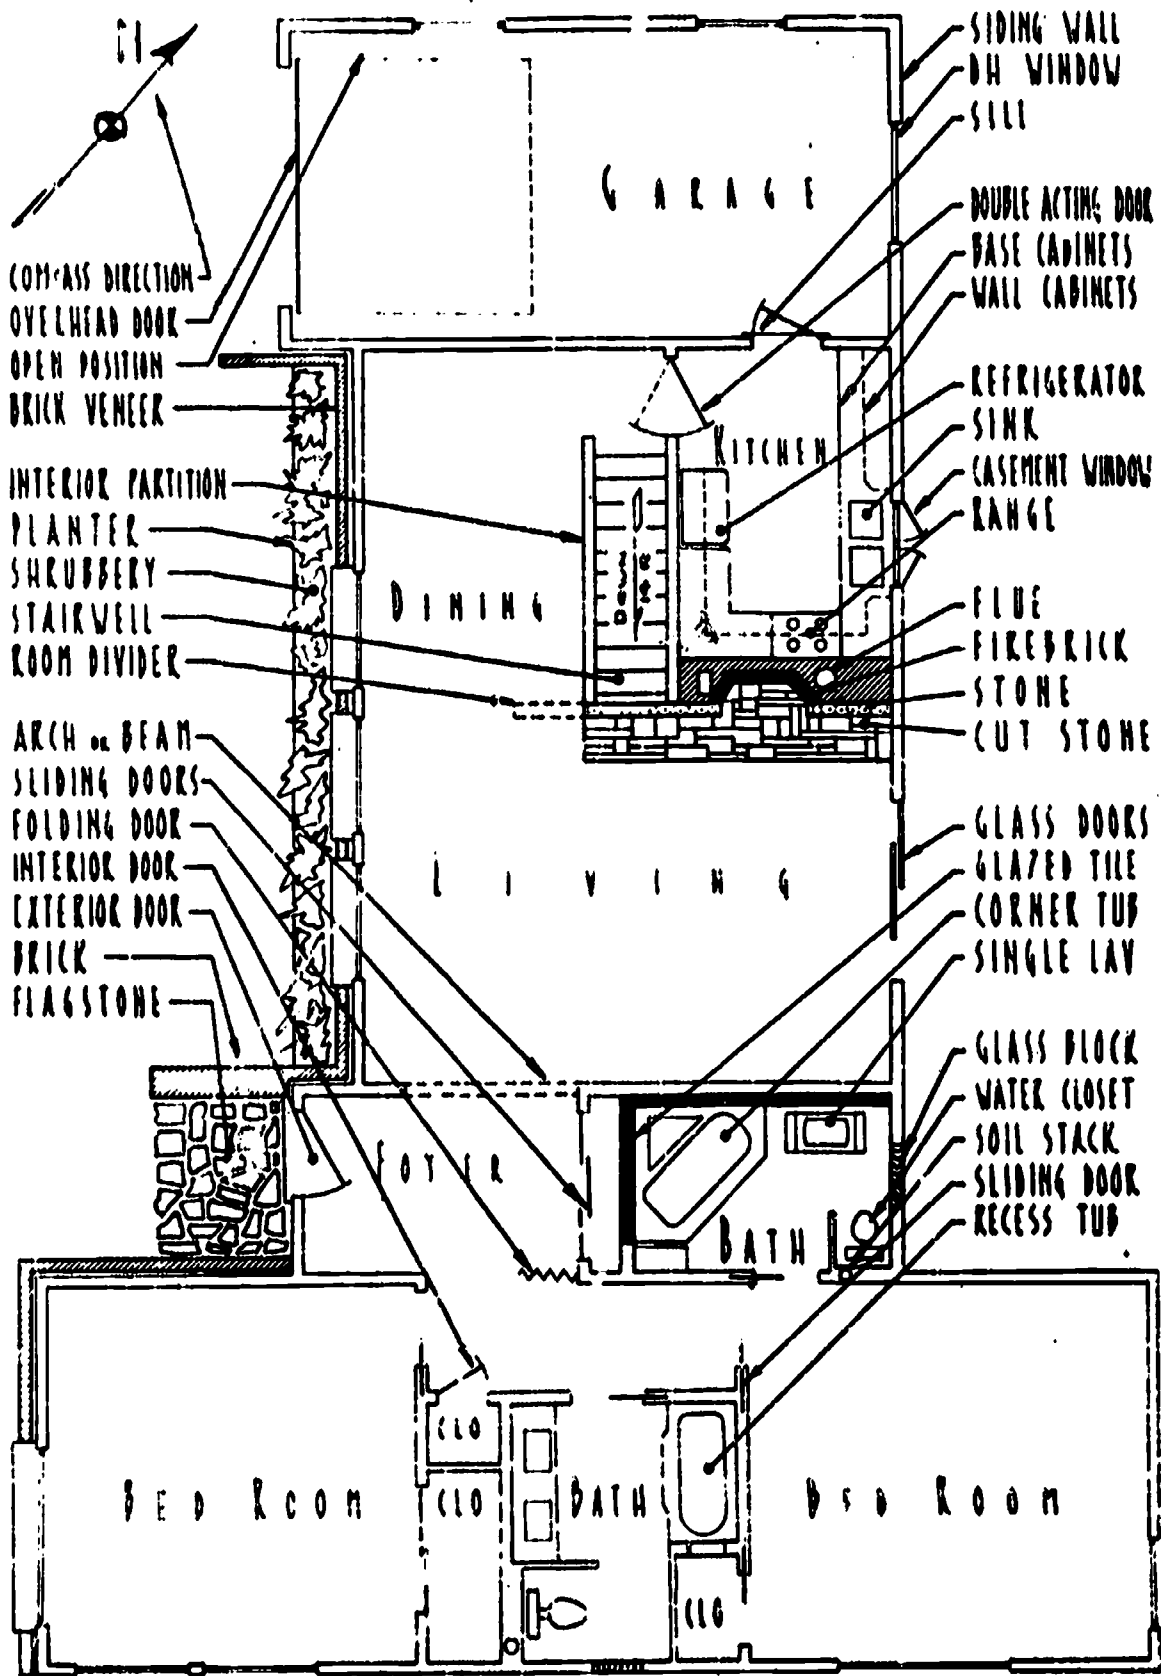 SIDING WALL
DH WINDOW
SILL
GARAGE
DOUBLE ACTING DOOR
BASE CABINETS
WALL CABINETS
COMPASS DIRECTION
OVERHEAD DOOR
OPEN POSITION
BRICK VENEER
REFRIGERATOR
SINK
CASEMENT WINDOW
RANGE
KITCHEN
INTERIOR PARTITION
PLANTER
SHRUBBERY
STAIRWELL
ROOM DIVIDER
DINING
DOWN
FLUE
FIREBRICK
STONE
CUT STONE
ARCH OR BEAM
SLIDING DOORS
FOLDING DOOR
INTERIOR DOOR
EXTERIOR DOOR
BRICK
FLAGSTONE
LIVING
GLASS DOORS
GLAZED TILE
CORNER TUB
SINGLE LAV
GLASS BLOCK
WATER CLOSET
SOIL STACK
SLIDING DOOR
RECESS TUB
FOYER
BATH
CLO
BED ROOM
CLO
BATH
BED ROOM
CLO